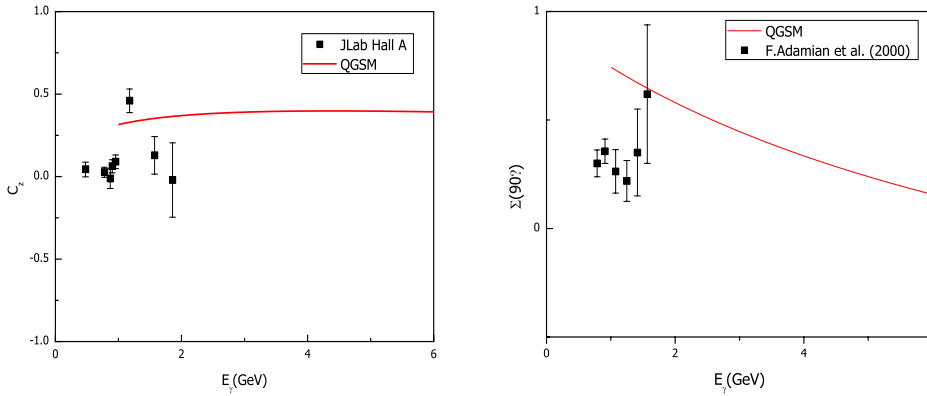 1.0
0.5
0.0
-0.5
-1.0
C_z
0
2
4
6
E_γ(GeV)
JLab Hall A
QGSM
1
0
1
Σ(90?)
0
2
4
E_γ(GeV)
QGSM
F.Adamian et al. (2000)